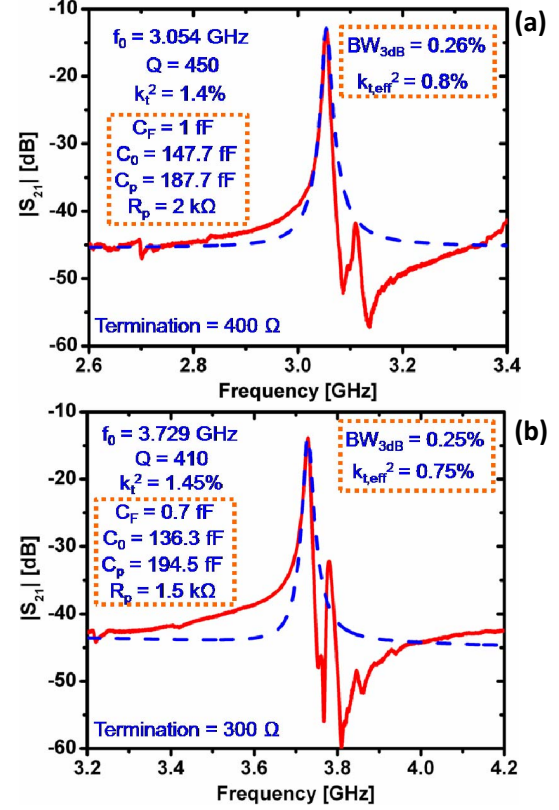 (a)
f₀ = 3.054 GHz
Q = 450
kₜ² = 1.4%
C_F = 1 fF
C₀ = 147.7 fF
Cₚ = 187.7 fF
Rₚ = 2 kΩ
BW₃dB = 0.26%
kₜ,eff² = 0.8%
Termination = 400 Ω
|S₂₁| [dB]
-10
-20
-30
-40
-50
-60
2.6 2.8 3.0 3.2 3.4
Frequency [GHz]
(b)
f₀ = 3.729 GHz
Q = 410
kₜ² = 1.45%
C_F = 0.7 fF
C₀ = 136.3 fF
Cₚ = 194.5 fF
Rₚ = 1.5 kΩ
BW₃dB = 0.25%
kₜ,eff² = 0.75%
Termination = 300 Ω
|S₂₁| [dB]
-10
-20
-30
-40
-50
-60
3.2 3.4 3.6 3.8 4.0 4.2
Frequency [GHz]